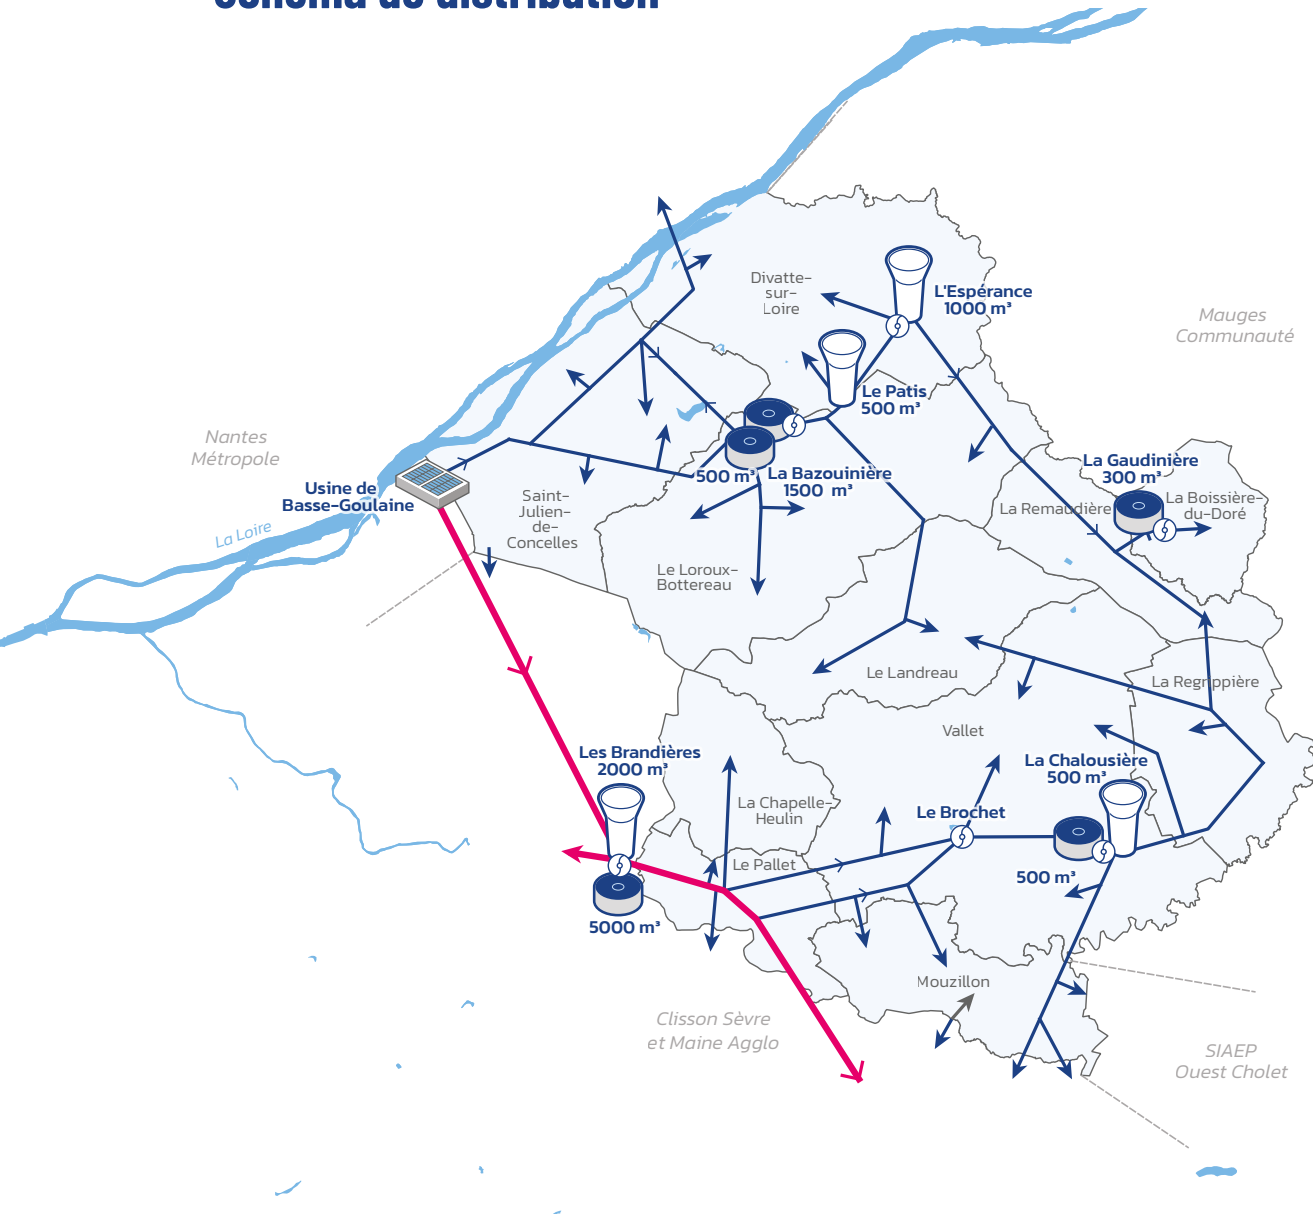 schéma de distribution
Divatte-
sur-
Loire
L'Espérance
1000 m³
Mauges
Communauté
Le Patis
500 m³
Nantes
Métropole
Usine de
Basse-Goulaine
La Loire
Saint-
Julien-
de-
Concelles
500 m³
La Bazouinière
1500 m³
La Gaudinière
300 m³
La Remaudière
La Boissière-
du-Doré
Le Loroux-
Bottereau
Le Landreau
La Regrippière
Vallet
Les Brandières
2000 m³
La Chalousière
500 m³
La Chapelle-
Heulin
Le Brochet
Le Pallet
500 m³
5000 m³
Mouzillon
Clisson Sèvre
et Maine Agglo
SIAEP
Ouest Cholet